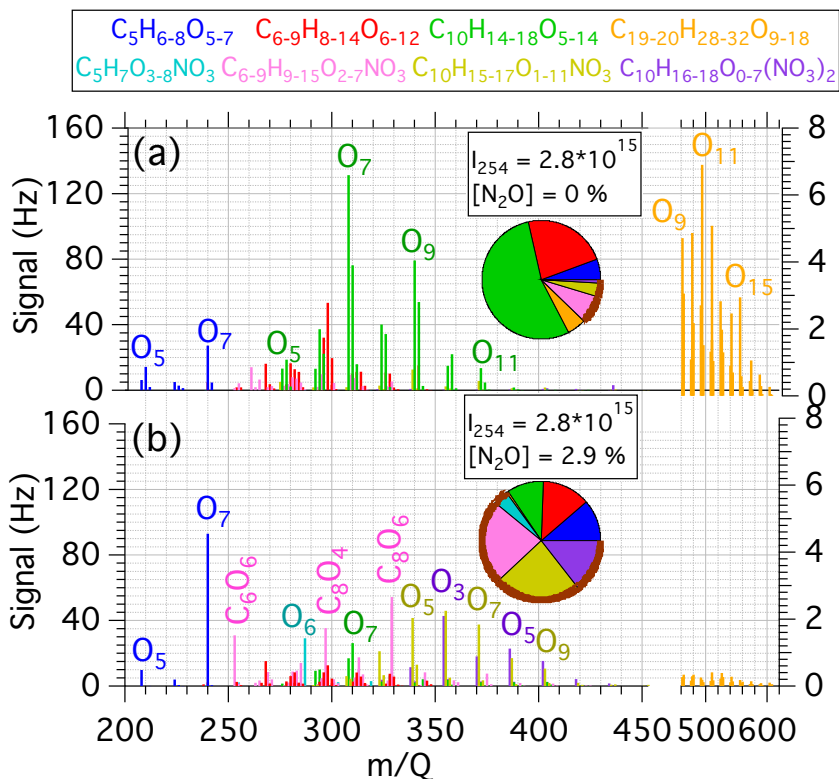 C₅H₆₋₈O₅₋₇ C₆₋₉H₈₋₁₄O₆₋₁₂ C₁₀H₁₄₋₁₈O₅₋₁₄ C₁₉₋₂₀H₂₈₋₃₂O₉₋₁₈
C₅H₇O₃₋₈NO₃ C₆₋₉H₉₋₁₅O₂₋₇NO₃ C₁₀H₁₅₋₁₇O₁₋₁₁NO₃ C₁₀H₁₆₋₁₈O₀₋₇(NO₃)₂
(a)
Signal (Hz)
160
120
80
40
0
O₅
O₇
O₅
O₇
O₉
O₁₁
I₂₅₄ = 2.8*10¹⁵
[N₂O] = 0 %
O₉
O₁₁
O₁₅
8
6
4
2
0
(b)
Signal (Hz)
160
120
80
40
0
O₅
O₇
C₆O₆
O₆
C₈O₄
O₇
C₈O₆
O₅
O₃
O₇
O₅
O₉
I₂₅₄ = 2.8*10¹⁵
[N₂O] = 2.9 %
8
6
4
2
0
200 250 300 350 400 450 500 600
m/Q